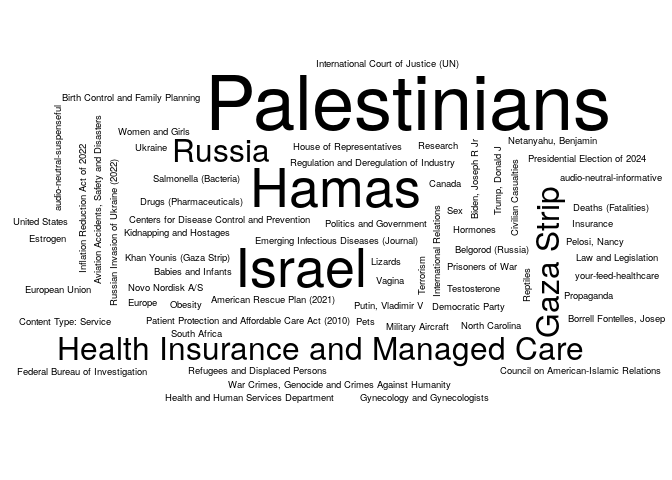 International Court of Justice (UN)
Palestinians
Birth Control and Family Planning
audio-neutral-suspenseful
Inflation Reduction Act of 2022
Aviation Accidents, Safety and Disasters
Russian Invasion of Ukraine (2022)
Women and Girls
Ukraine
Russia
House of Representatives
Research
Netanyahu, Benjamin
Regulation and Deregulation of Industry
Biden, Joseph R Jr
Trump, Donald J
Civilian Casualties
Presidential Election of 2024
Salmonella (Bacteria)
Hamas
Canada
audio-neutral-informative
Drugs (Pharmaceuticals)
Gaza Strip
International Relations
Sex
Deaths (Fatalities)
United States
Centers for Disease Control and Prevention
Politics and Government
Insurance
Kidnapping and Hostages
Hormones
Estrogen
Emerging Infectious Diseases (Journal)
Pelosi, Nancy
Belgorod (Russia)
Khan Younis (Gaza Strip)
Israel
Lizards
Terrorism
Prisoners of War
Reptiles
Law and Legislation
Babies and Infants
your-feed-healthcare
Vagina
European Union
Novo Nordisk A/S
Testosterone
Propaganda
Europe
Obesity
American Rescue Plan (2021)
Putin, Vladimir V
Democratic Party
Content Type: Service
Patient Protection and Affordable Care Act (2010)
Pets
Military Aircraft
North Carolina
Borrell Fontelles, Josep
South Africa
Health Insurance and Managed Care
Federal Bureau of Investigation
Refugees and Displaced Persons
Council on American-Islamic Relations
War Crimes, Genocide and Crimes Against Humanity
Health and Human Services Department
Gynecology and Gynecologists